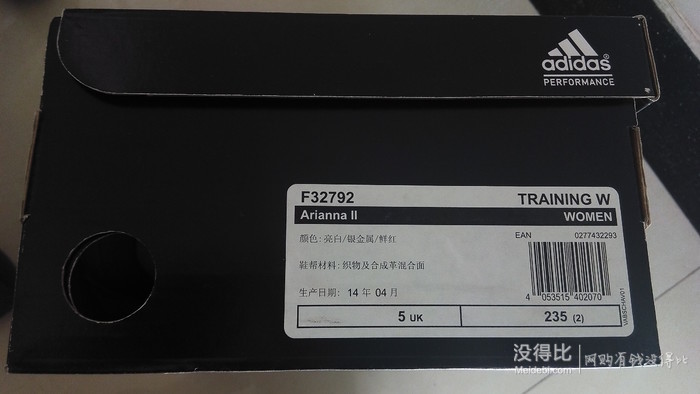 adidas®
PERFORMANCE
F32792 TRAINING W
Arianna II WOMEN
颜色: 亮白/银金属/鲜红 EAN 0277432293
鞋帮材料: 织物及合成革混合面
4 053515 402070
生产日期: 14 年 04 月
VABSCHAV01
5 UK 235 (2)
没得比 网购有钱没得比
Meidebi.com